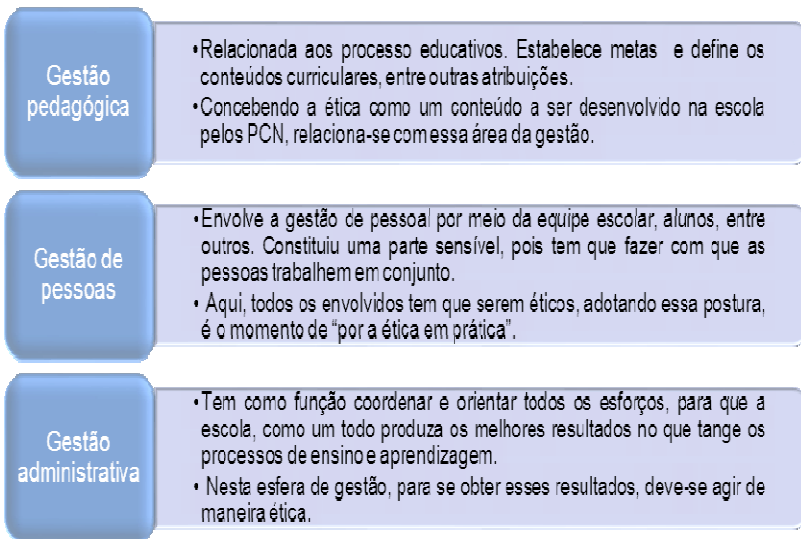 Gestão
pedagógica
•Relacionada aos processo educativos. Estabelece metas e define os
conteúdos curriculares, entre outras atribuições.
•Concebendo a ética como um conteúdo a ser desenvolvido na escola
pelos PCN, relaciona-se com essa área da gestão.
Gestão de
pessoas
•Envolve a gestão de pessoal por meio da equipe escolar, alunos, entre
outros. Constituiu uma parte sensível, pois tem que fazer com que as
pessoas trabalhem em conjunto.
• Aqui, todos os envolvidos tem que serem éticos, adotando essa postura,
é o momento de “por a ética em prática”.
Gestão
administrativa
•Tem como função coordenar e orientar todos os esforços, para que a
escola, como um todo produza os melhores resultados no que tange os
processos de ensino e aprendizagem.
• Nesta esfera de gestão, para se obter esses resultados, deve-se agir de
maneira ética.